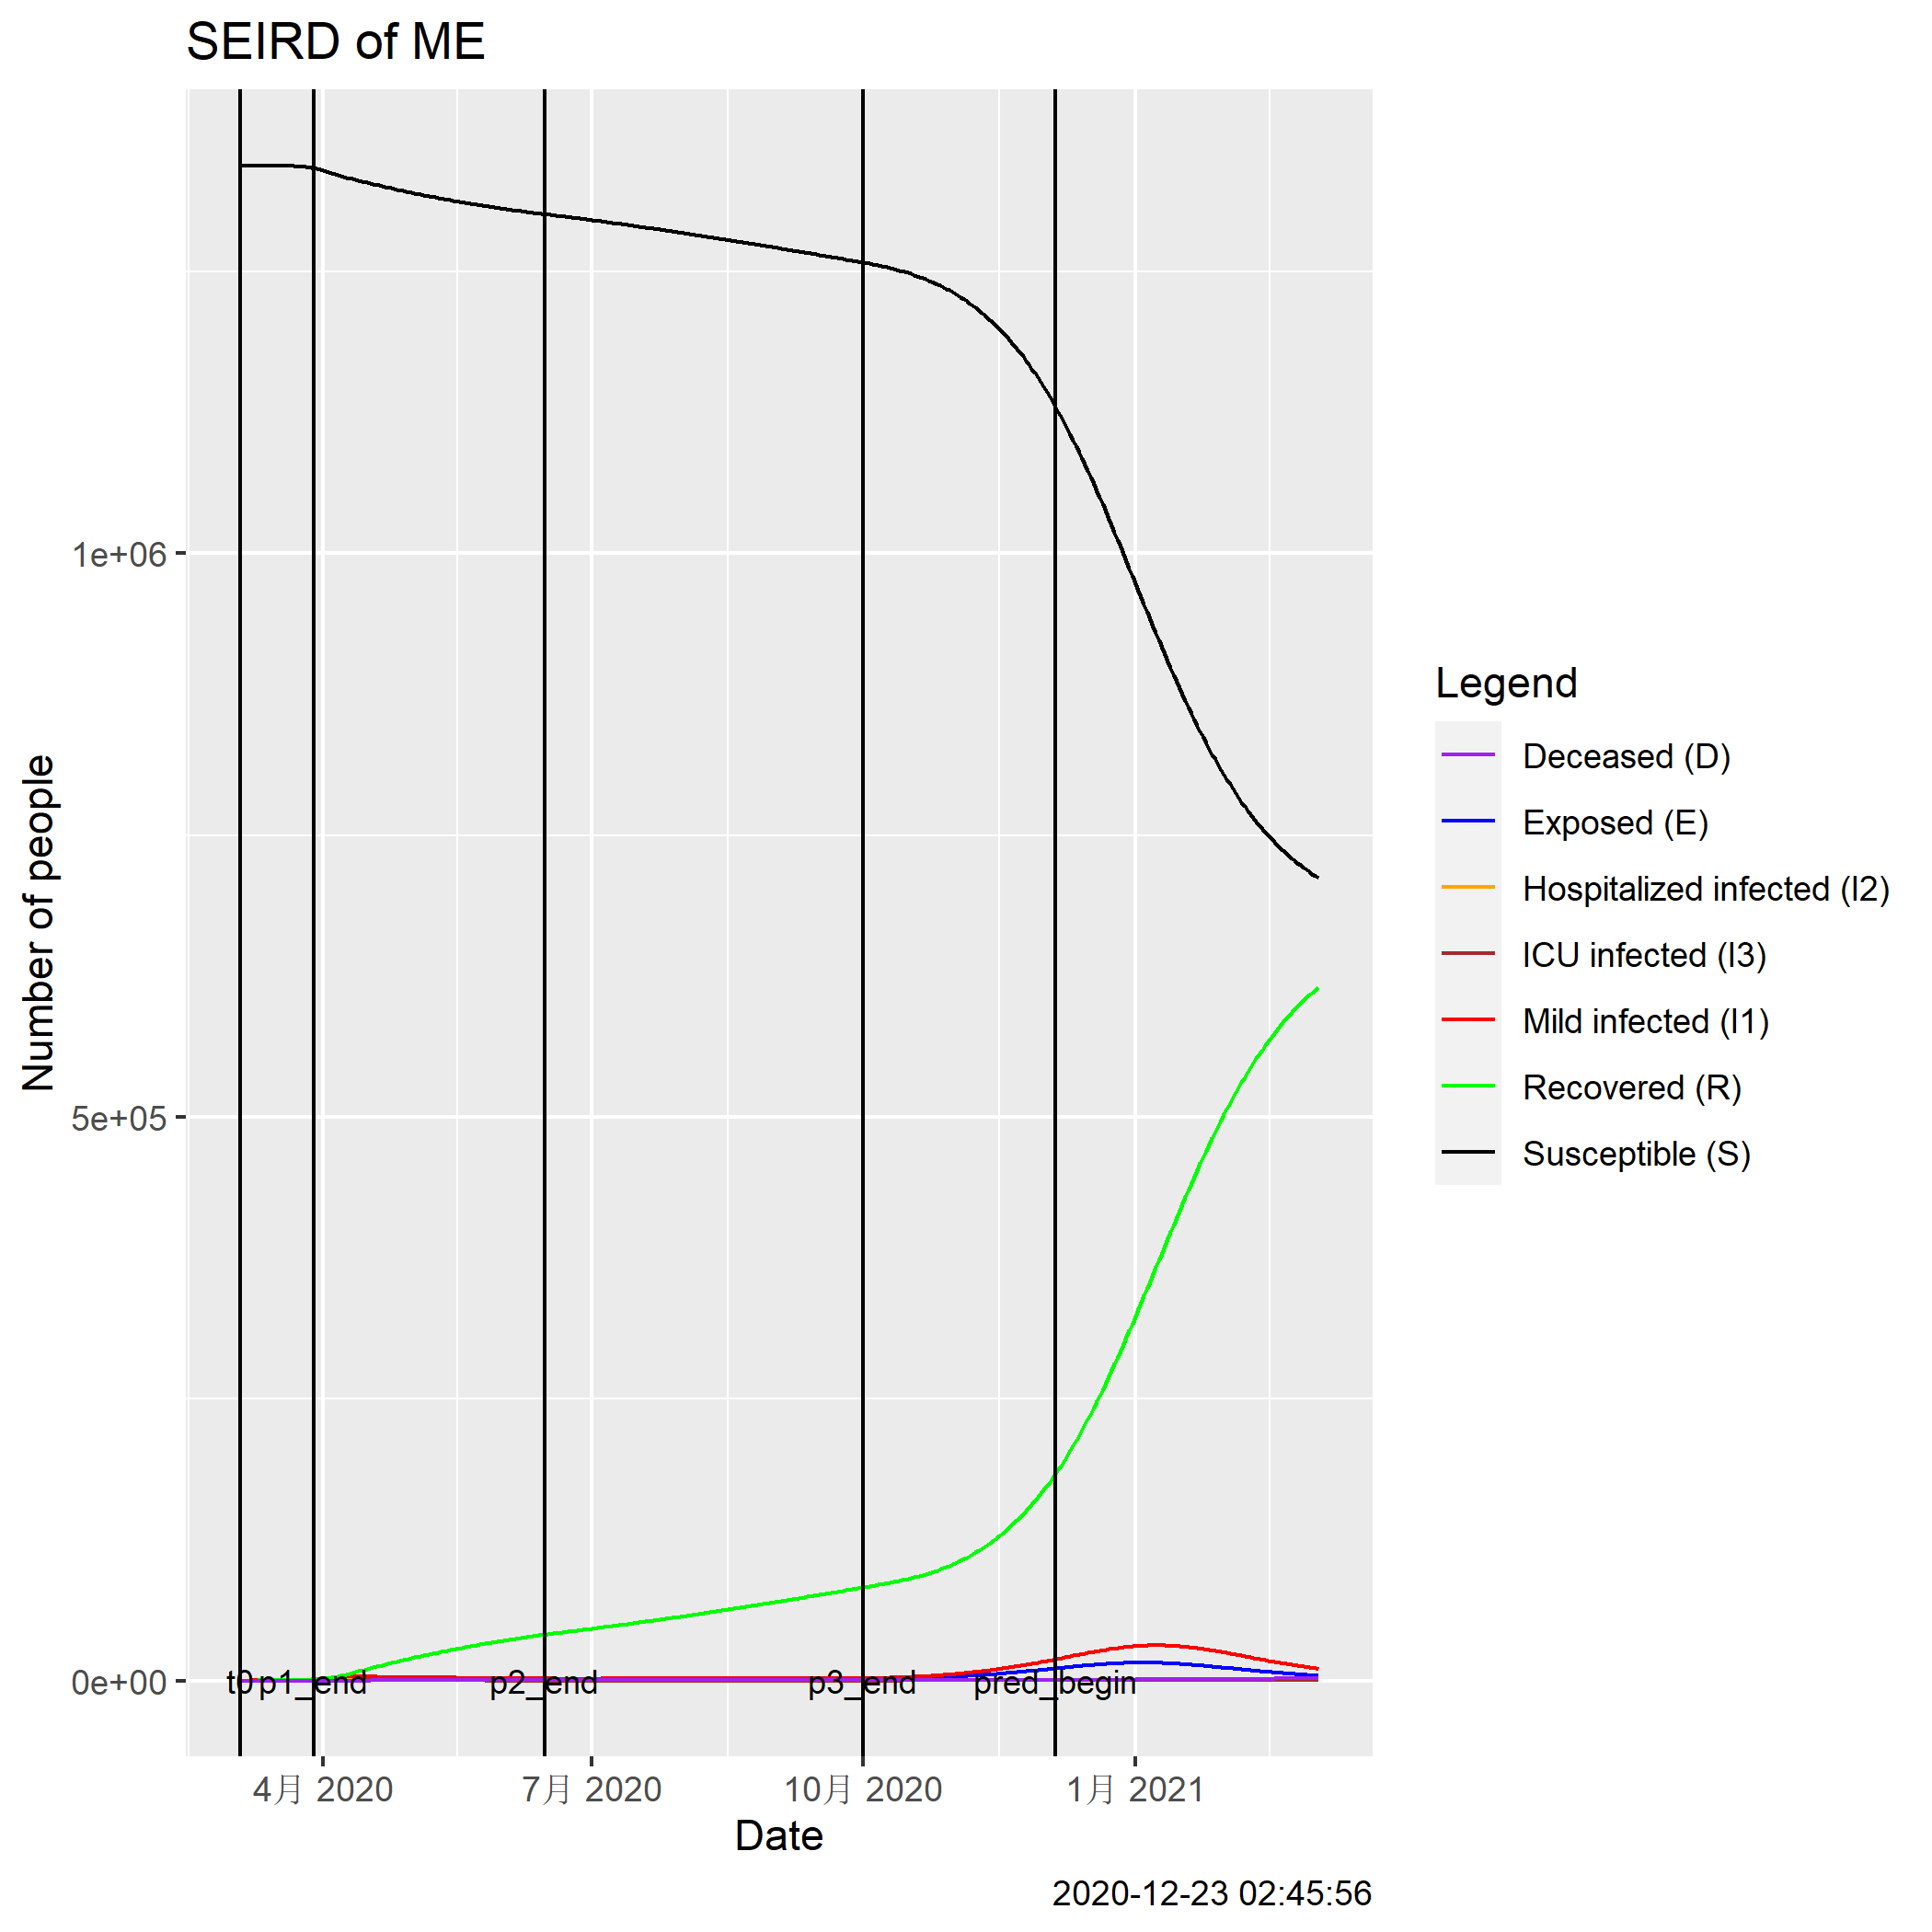 SEIRD of ME
Number of people
1e+06
5e+05
0e+00
t0
p1_end
p2_end
p3_end
pred_begin
4月 2020
7月 2020
10月 2020
1月 2021
Date
2020-12-23 02:45:56
Legend
Deceased (D)
Exposed (E)
Hospitalized infected (I2)
ICU infected (I3)
Mild infected (I1)
Recovered (R)
Susceptible (S)